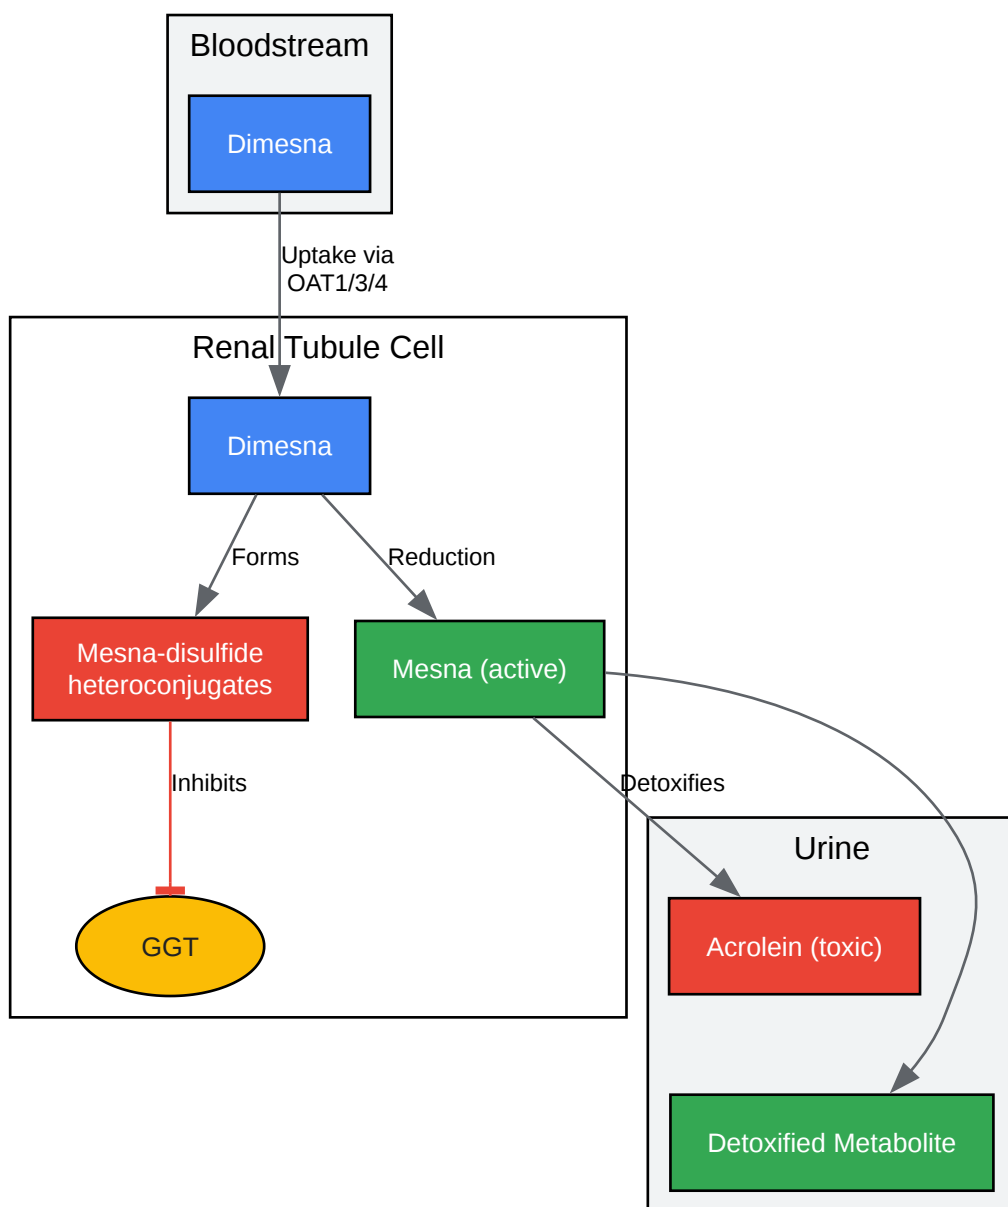 Bloodstream
Dimesna
Uptake via
OAT1/3/4
Renal Tubule Cell
Dimesna
Forms
Reduction
Mesna-disulfide
heteroconjugates
Mesna (active)
Inhibits
Detoxifies
Urine
GGT
Acrolein (toxic)
Detoxified Metabolite